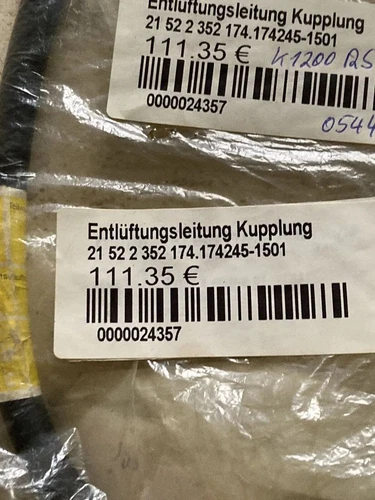 Entlüftungsleitung Kupplung
21 52 2 352 174.174245-1501
111.35 € K1200 RS
0000024357
0544
Entlüftungsleitung Kupplung
21 52 2 352 174.174245-1501
111.35 €
0000024357